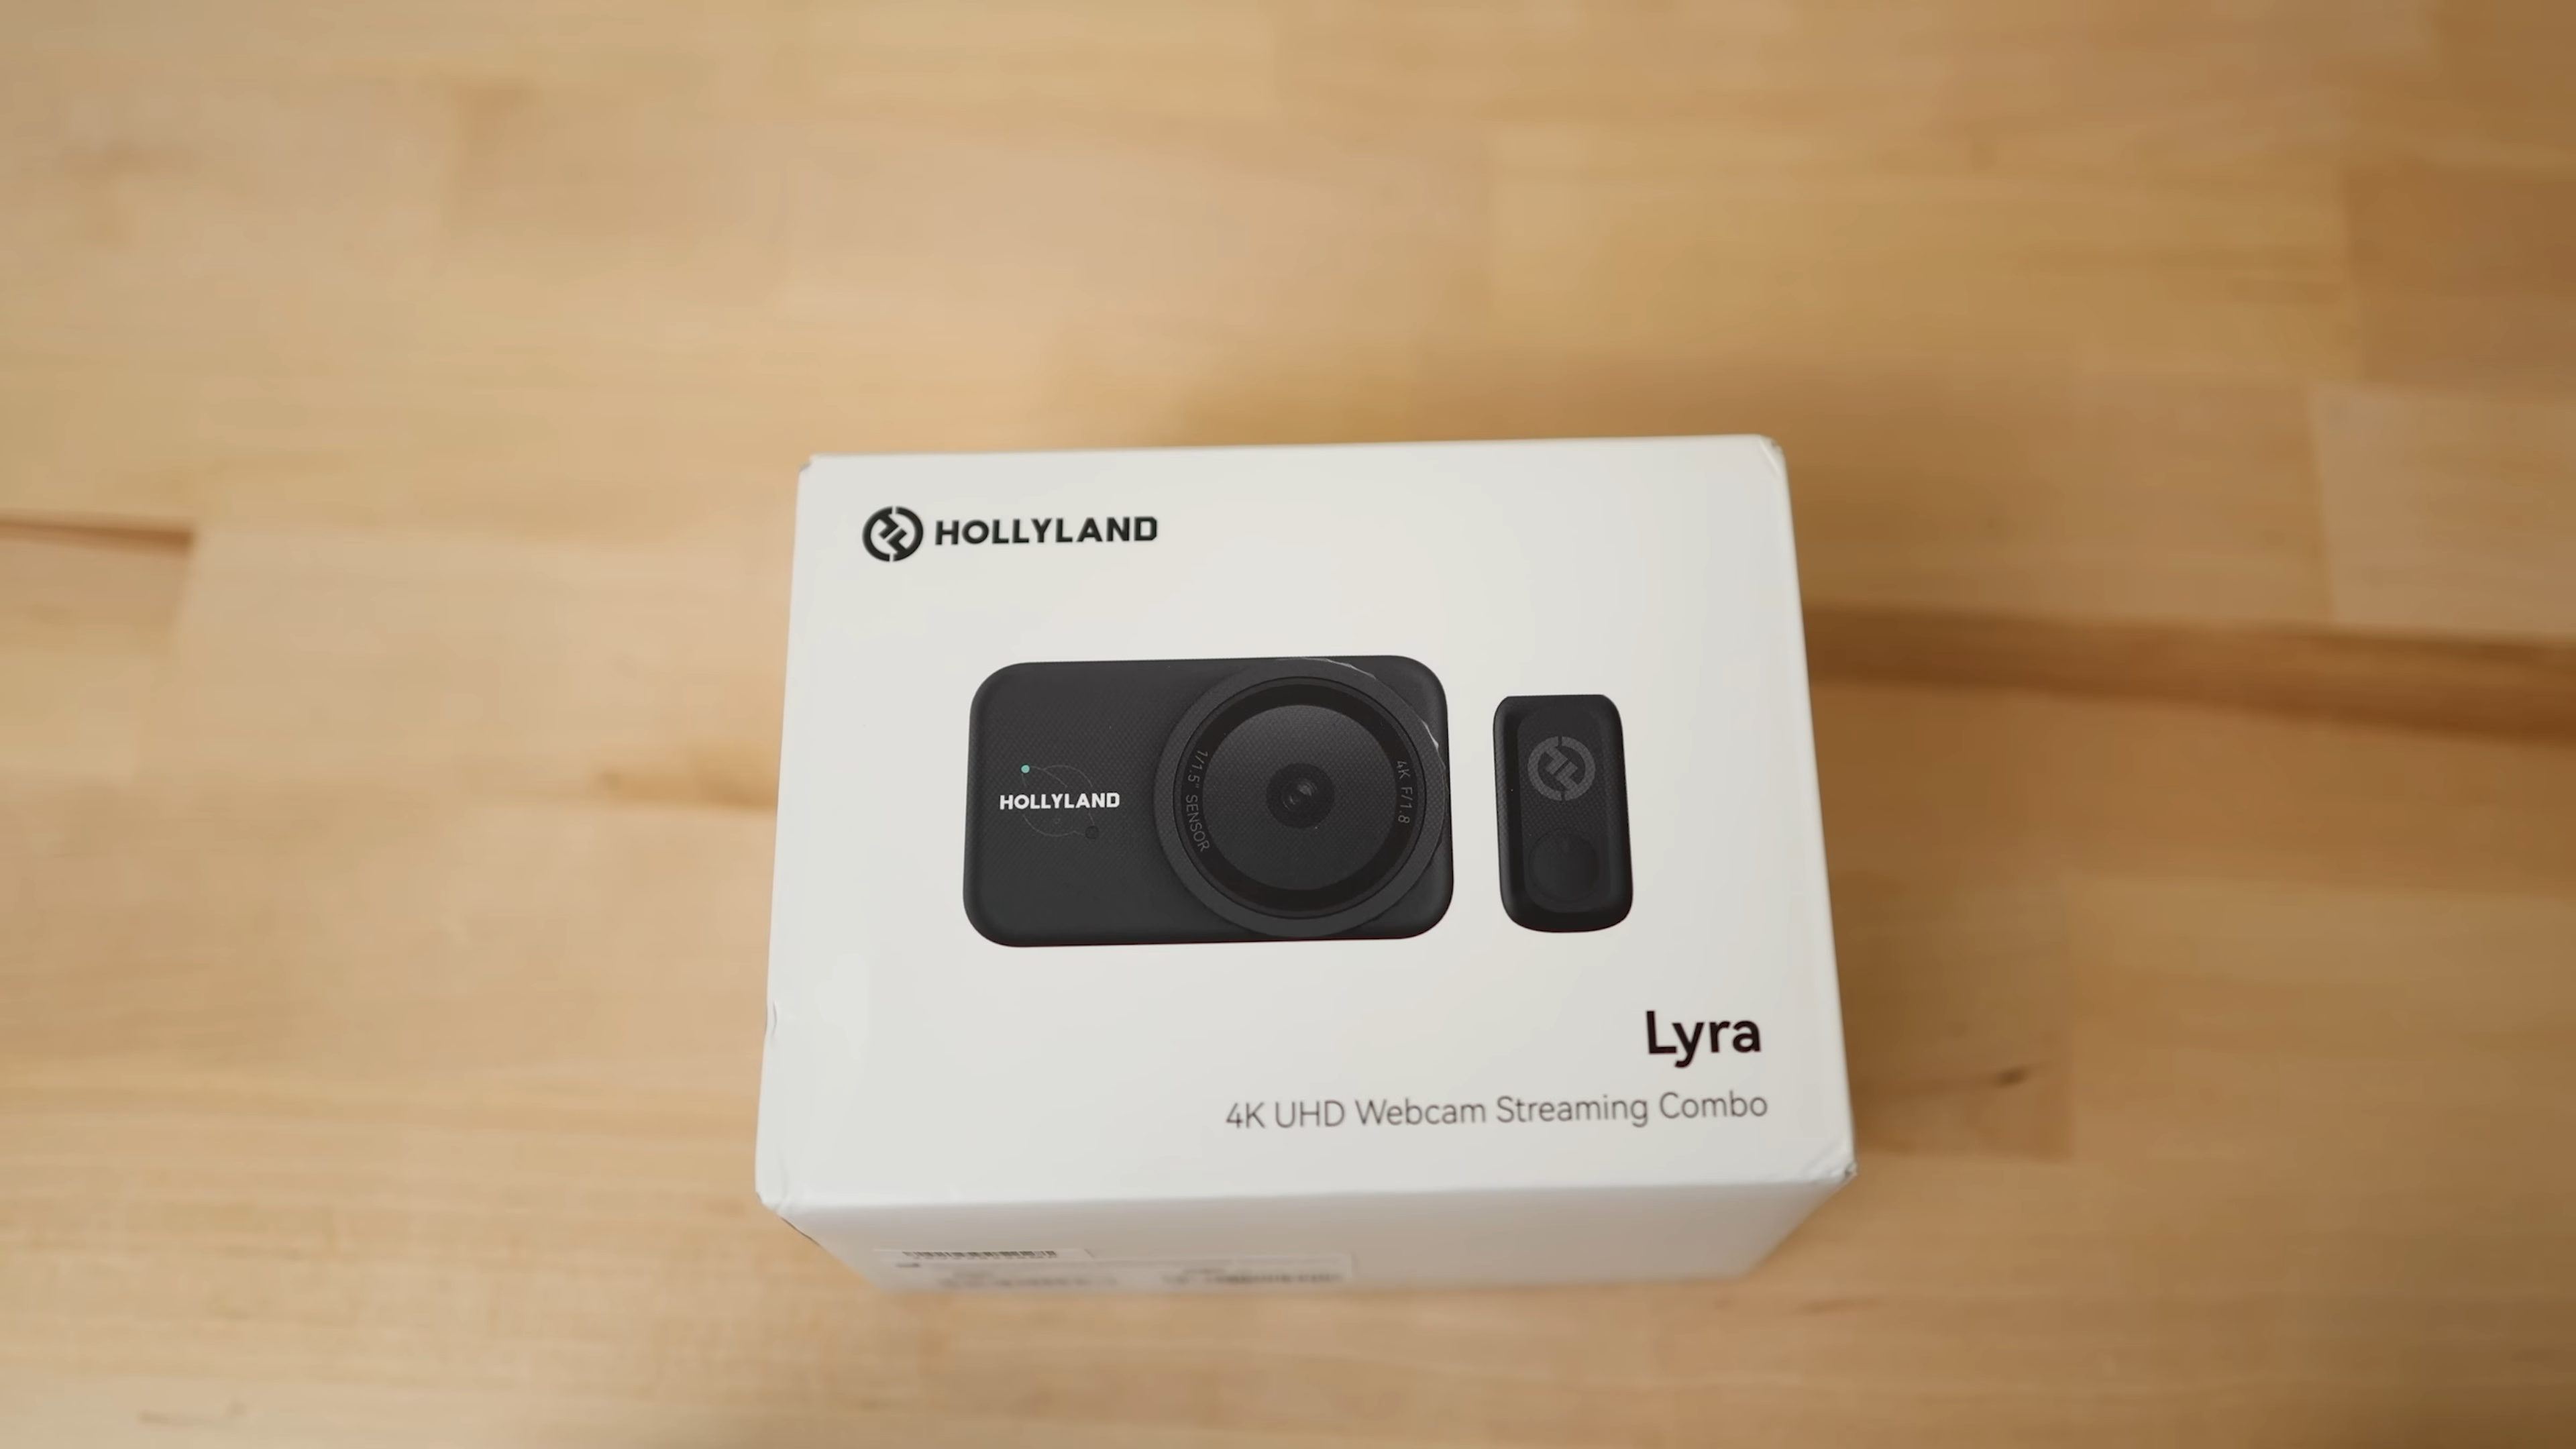 HOLLYLAND
HOLLYLAND
1/1.5" SENSOR
4K F/1.8
Lyra
4K UHD Webcam Streaming Combo